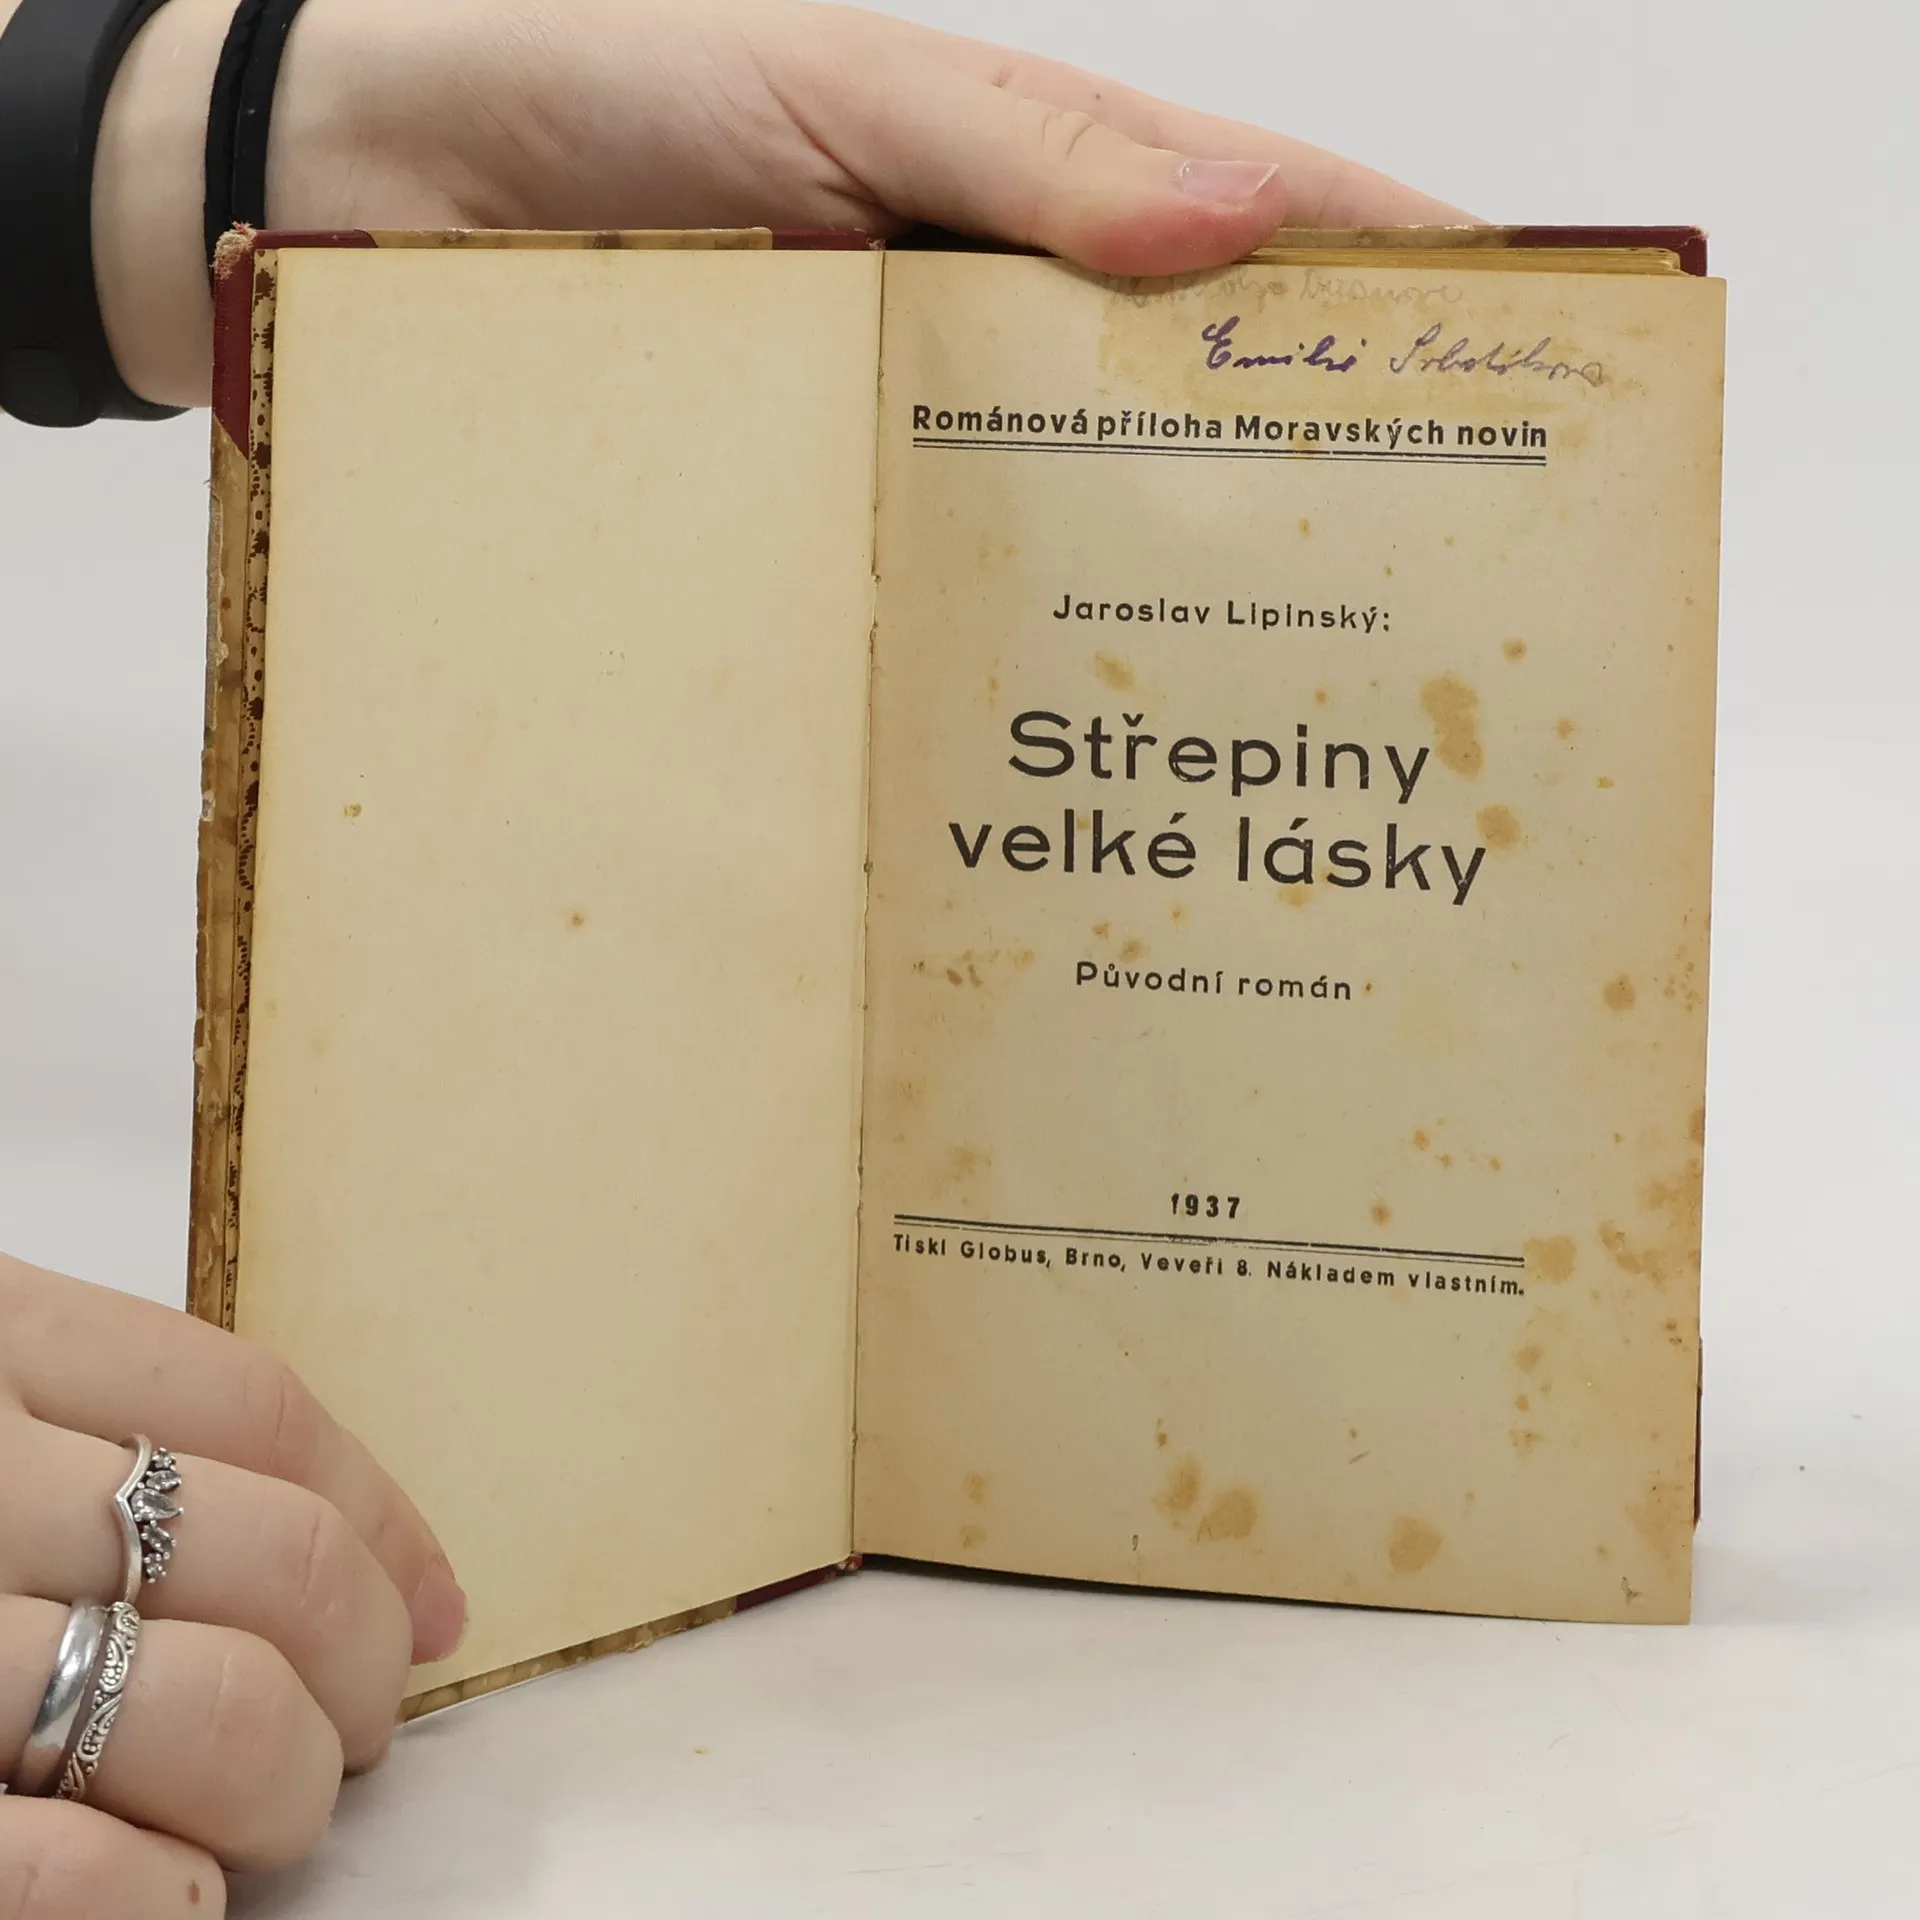 Emilie
Románová příloha Moravských novin
Jaroslav Lipinský:
Střepiny
velké lásky
Původní román
1937
Tiskl Globus, Brno, Veveří 8. Nákladem vlastním.